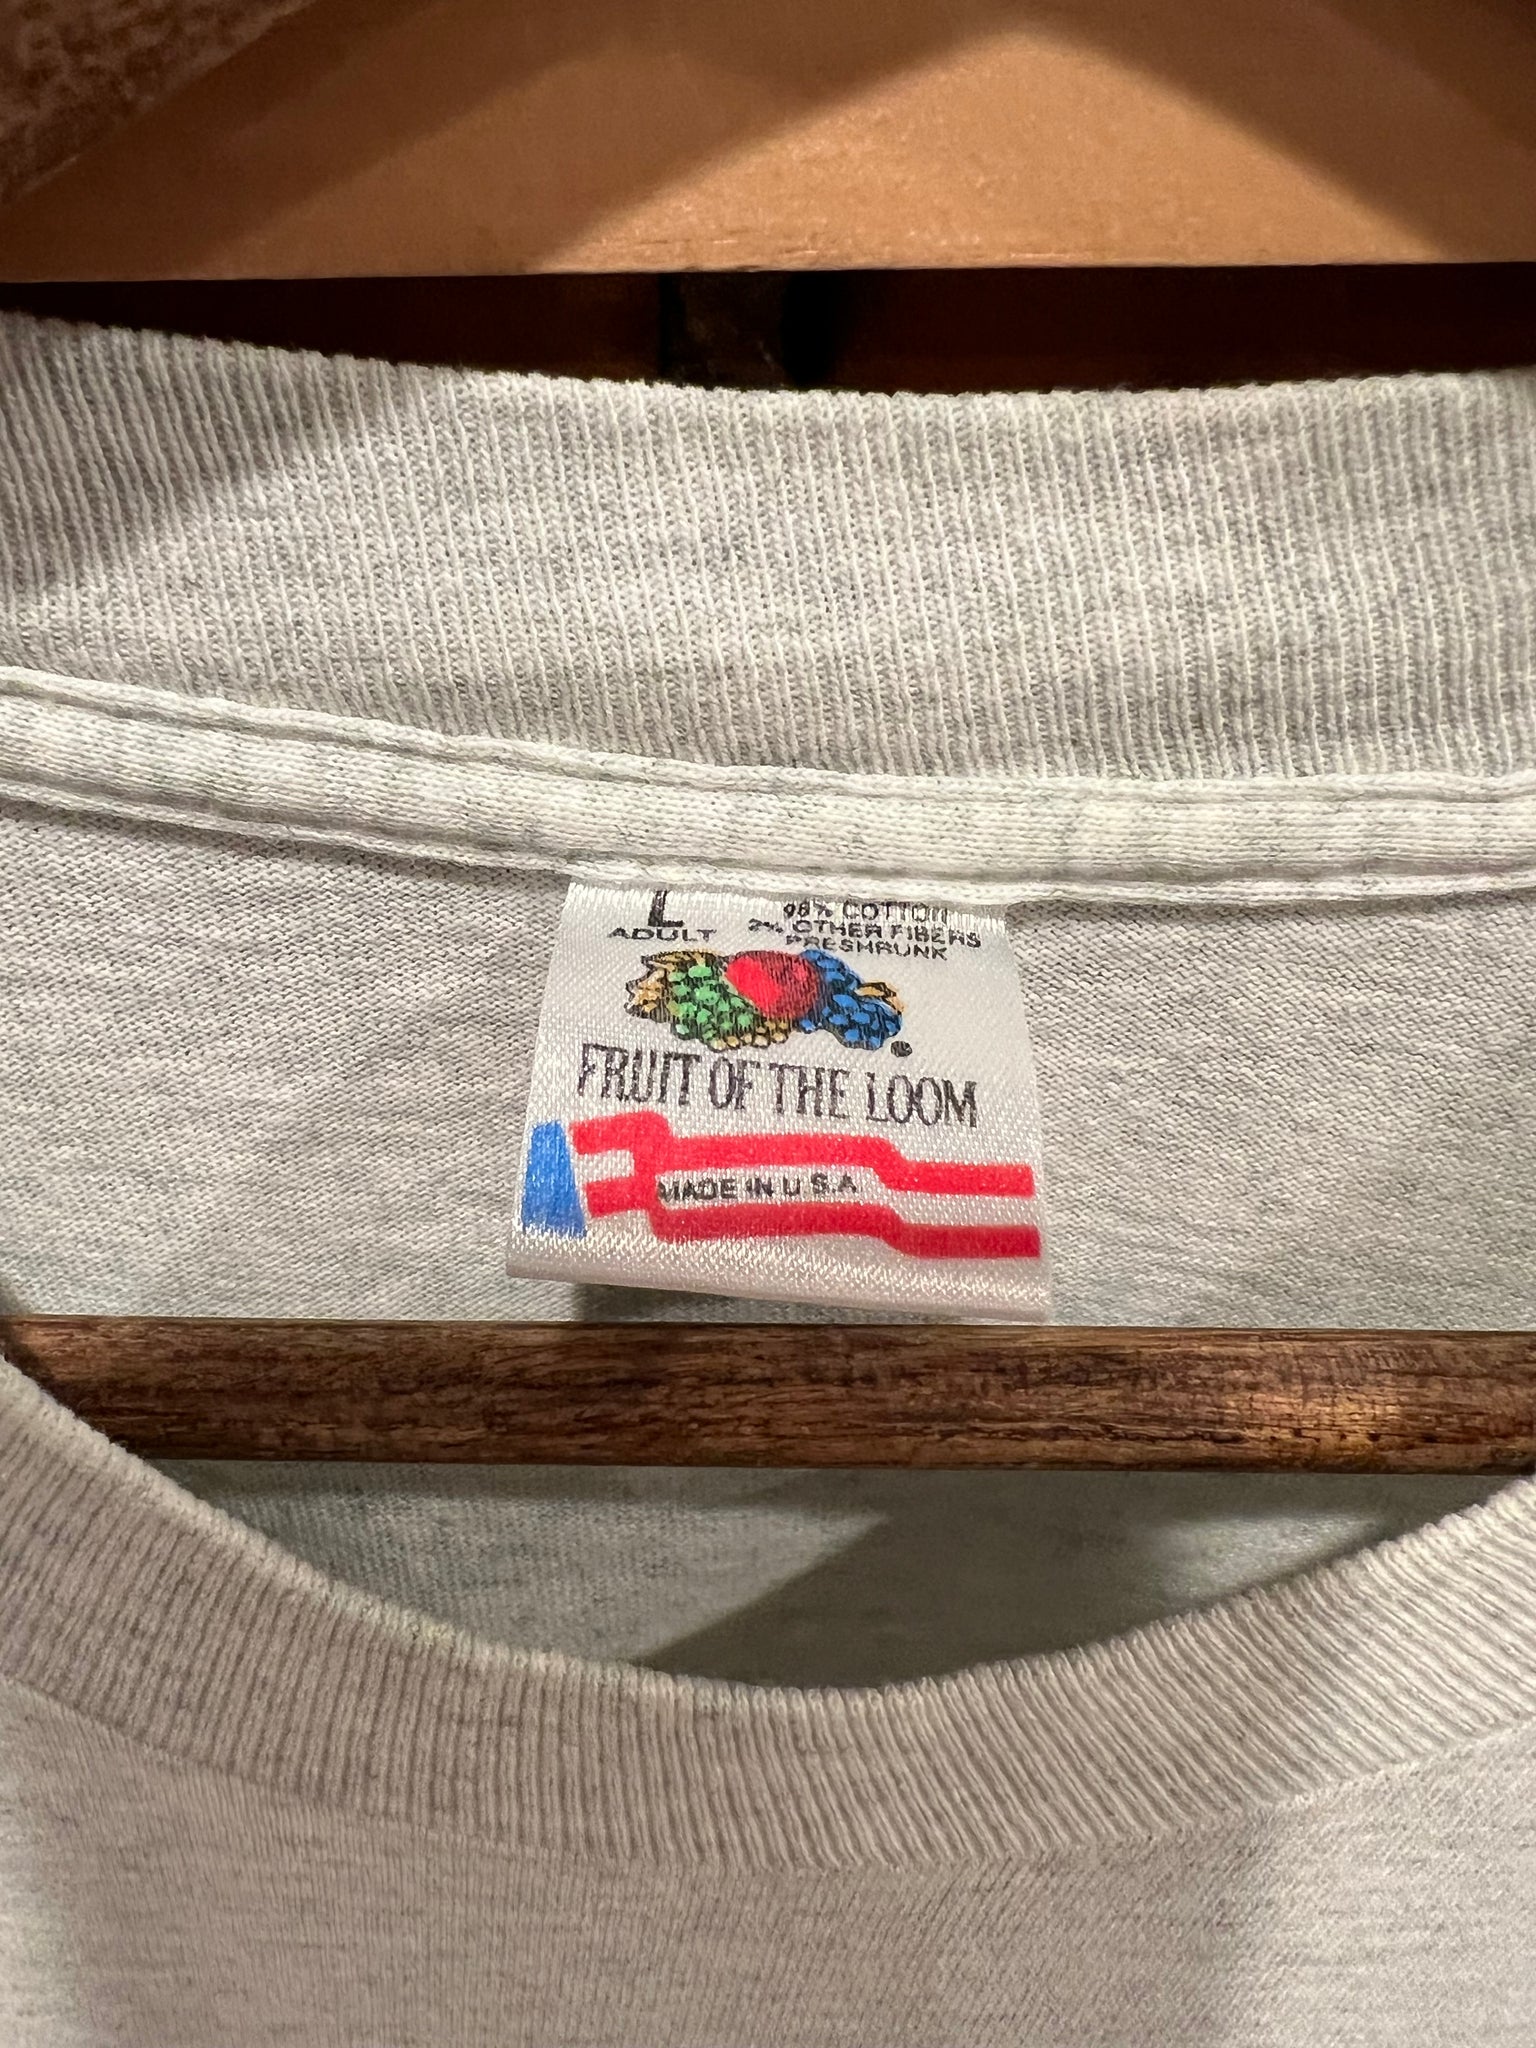 L
ADULT
98% COTTON
2% OTHER FIBERS
PRESHRUNK
FRUIT OF THE LOOM
MADE IN U S.A